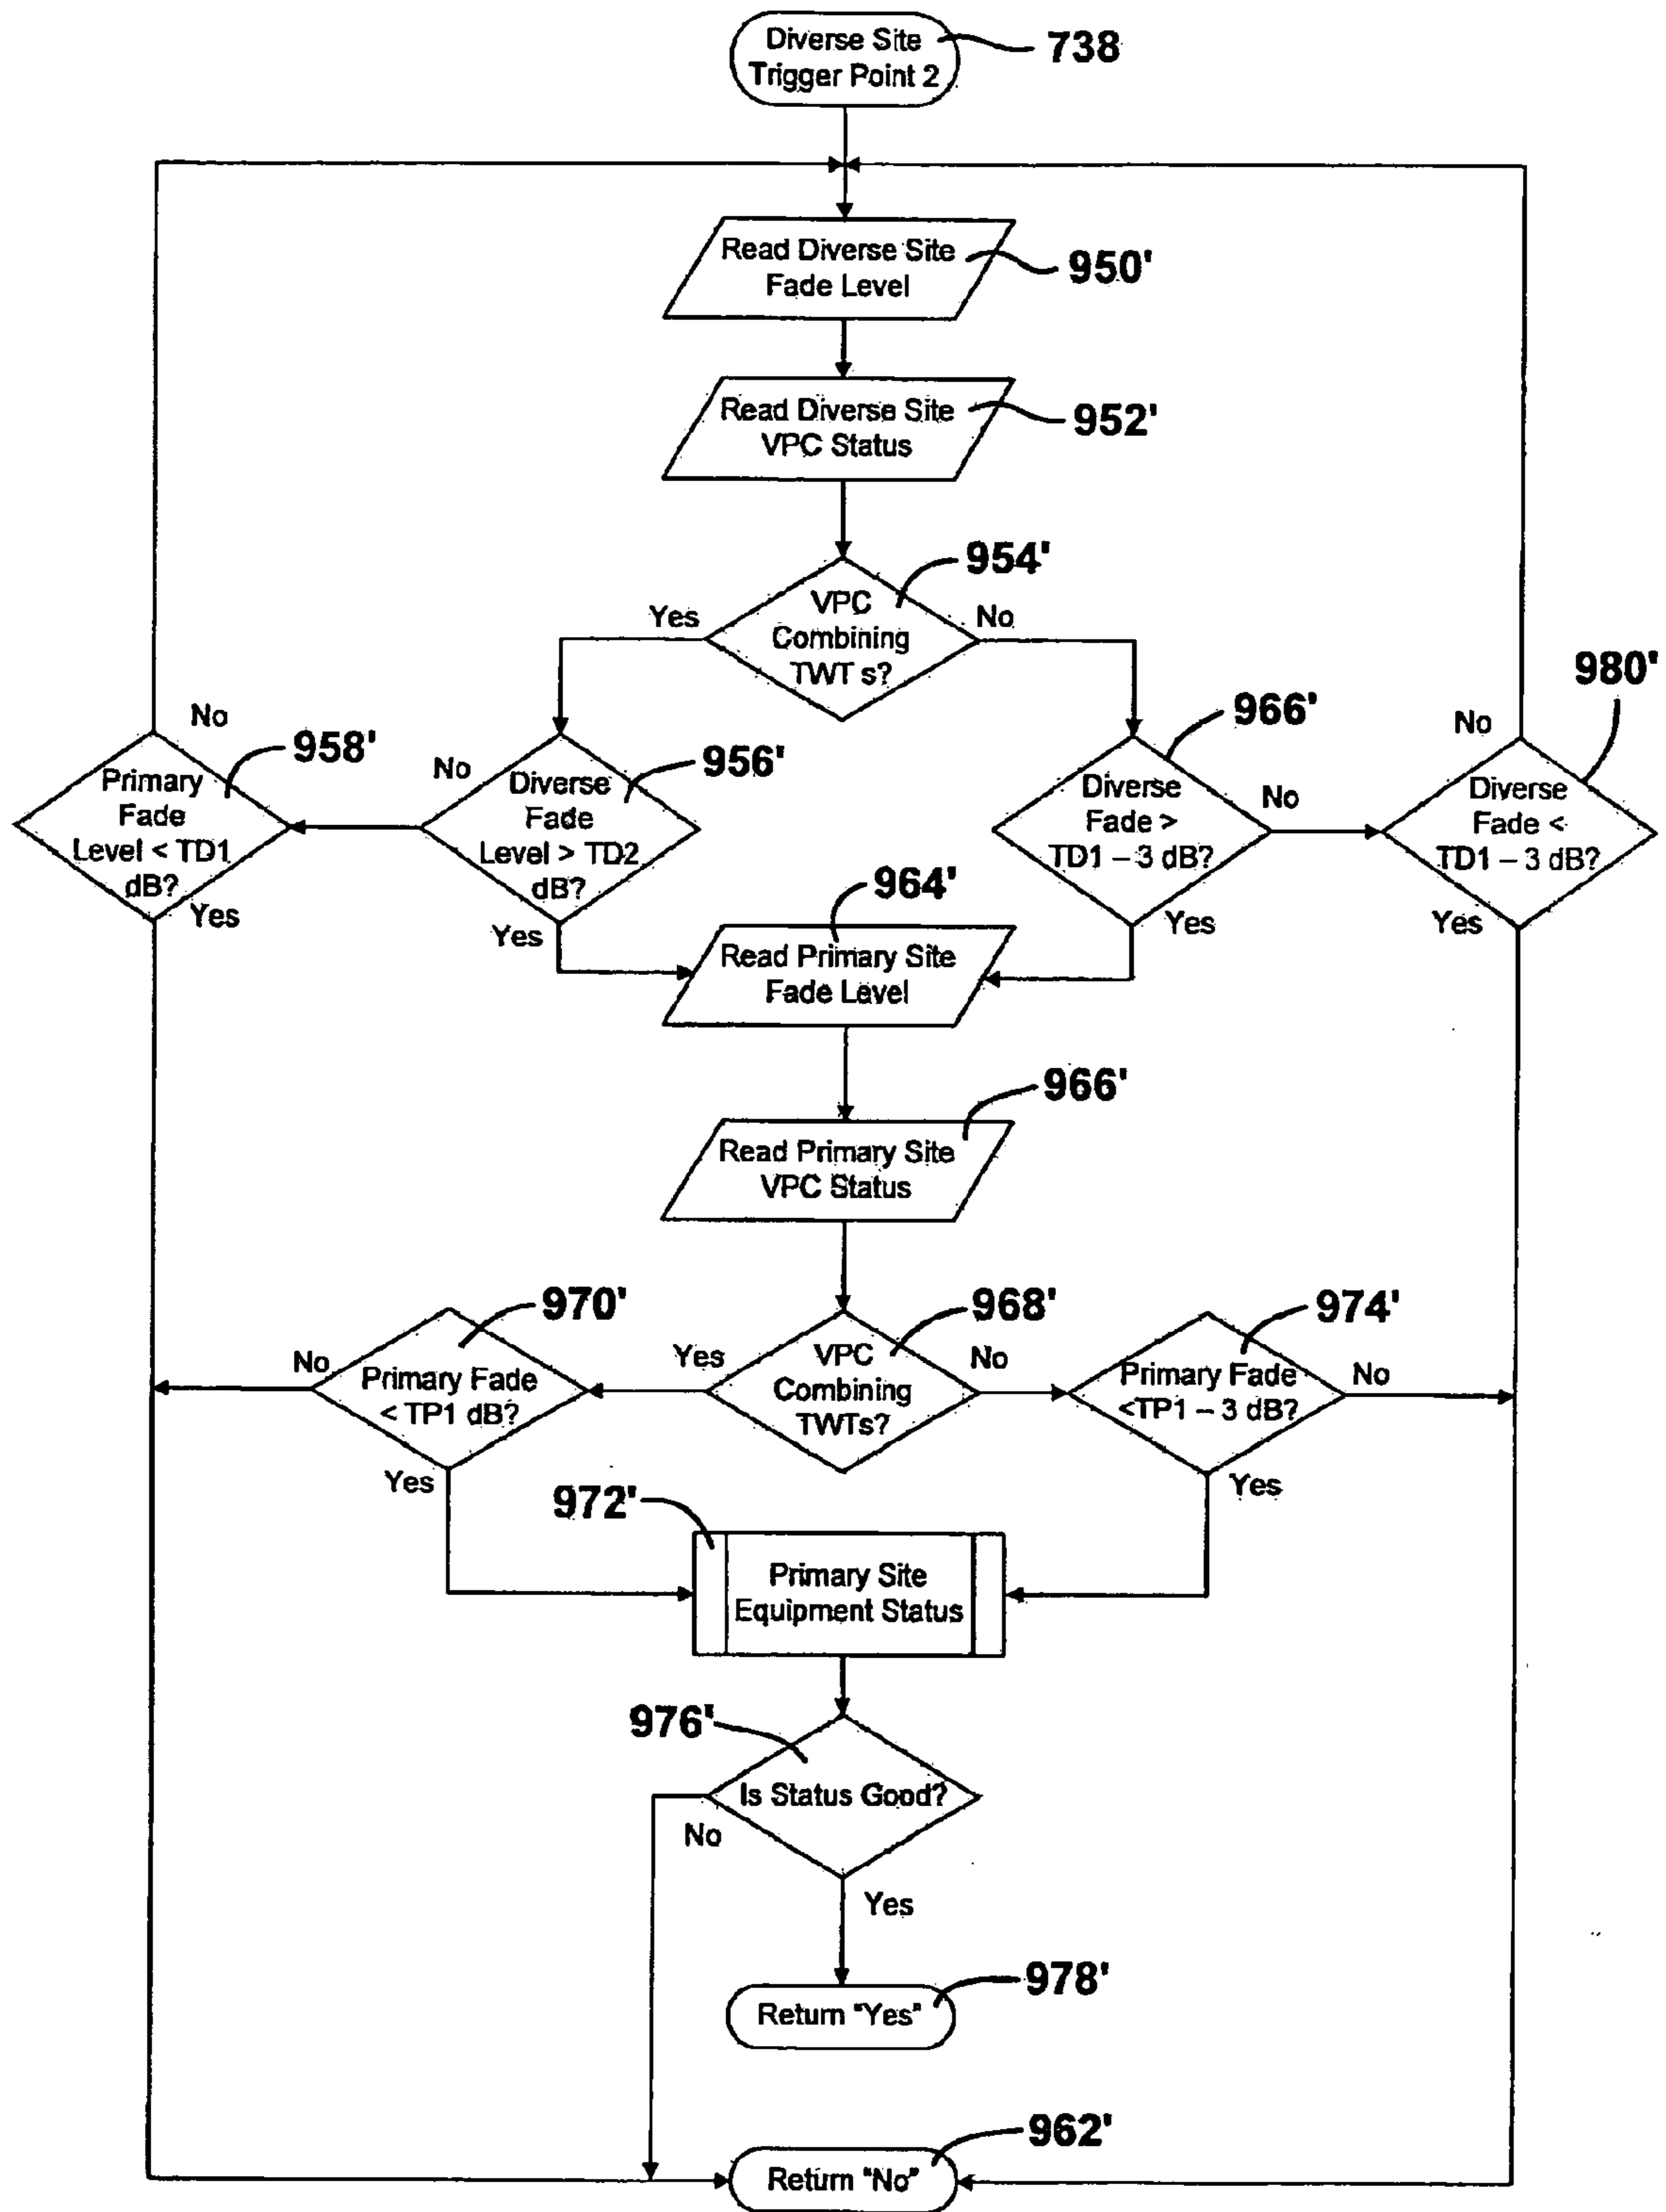 Diverse Site
Trigger Point 2
738
Read Diverse Site
Fade Level
950'
Read Diverse Site
VPC Status
952'
954'
VPC
Combining
TWT s?
Yes
No
980'
966'
No
958'
Primary
Fade
Level < TD1
dB?
Yes
No
956'
Diverse
Fade
Level > TD2
dB?
Yes
Diverse
Fade >
TD1 – 3 dB?
No
Yes
No
Diverse
Fade <
TD1 – 3 dB?
Yes
964'
Read Primary Site
Fade Level
966'
Read Primary Site
VPC Status
970'
968'
974'
No
Primary Fade
< TP1 dB?
Yes
Yes
VPC
Combining
TWTs?
No
Primary Fade
<TP1 – 3 dB?
No
Yes
972'
Primary Site
Equipment Status
976'
Is Status Good?
No
Yes
978'
Return "Yes"
962'
Return "No"